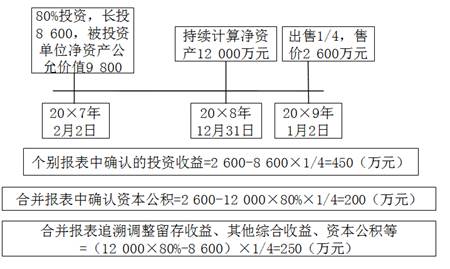 80%投资，长投
8 600，被投资
单位净资产公
允价值9 800
持续计算净资
产12 000万元
出售1/4，售
价2 600万元
20×7年
2月2日
20×8年
12月31日
20×9年
1月2日
个别报表中确认的投资收益=2 600-8 600×1/4=450（万元）
合并报表中确认资本公积=2 600-12 000×80%×1/4=200（万元）
合并报表追溯调整留存收益、其他综合收益、资本公积等
=（12 000×80%-8 600）×1/4=250（万元）